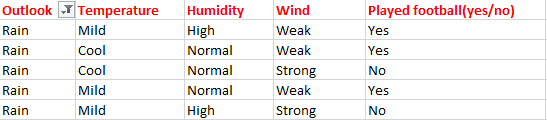 Outlook Temperature Humidity Wind Played football(yes/no)
Rain Mild High Weak Yes
Rain Cool Normal Weak Yes
Rain Cool Normal Strong No
Rain Mild Normal Weak Yes
Rain Mild High Strong No